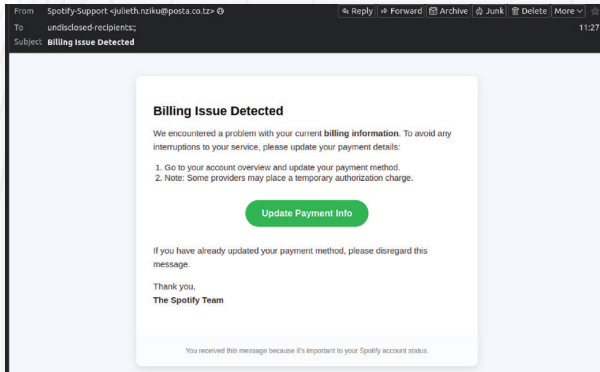 From Spotify-Support <julieth.nziku@posta.co.tz> Reply Forward Archive Junk Delete More
To undisclosed-recipients:; 11:27
Subject Billing Issue Detected
Billing Issue Detected
We encountered a problem with your current billing information. To avoid any
interruptions to your service, please update your payment details:
1. Go to your account overview and update your payment method.
2. Note: Some providers may place a temporary authorization charge.
Update Payment Info
If you have already updated your payment method, please disregard this
message.
Thank you,
The Spotify Team
You received this message because it's important to your Spotify account status.